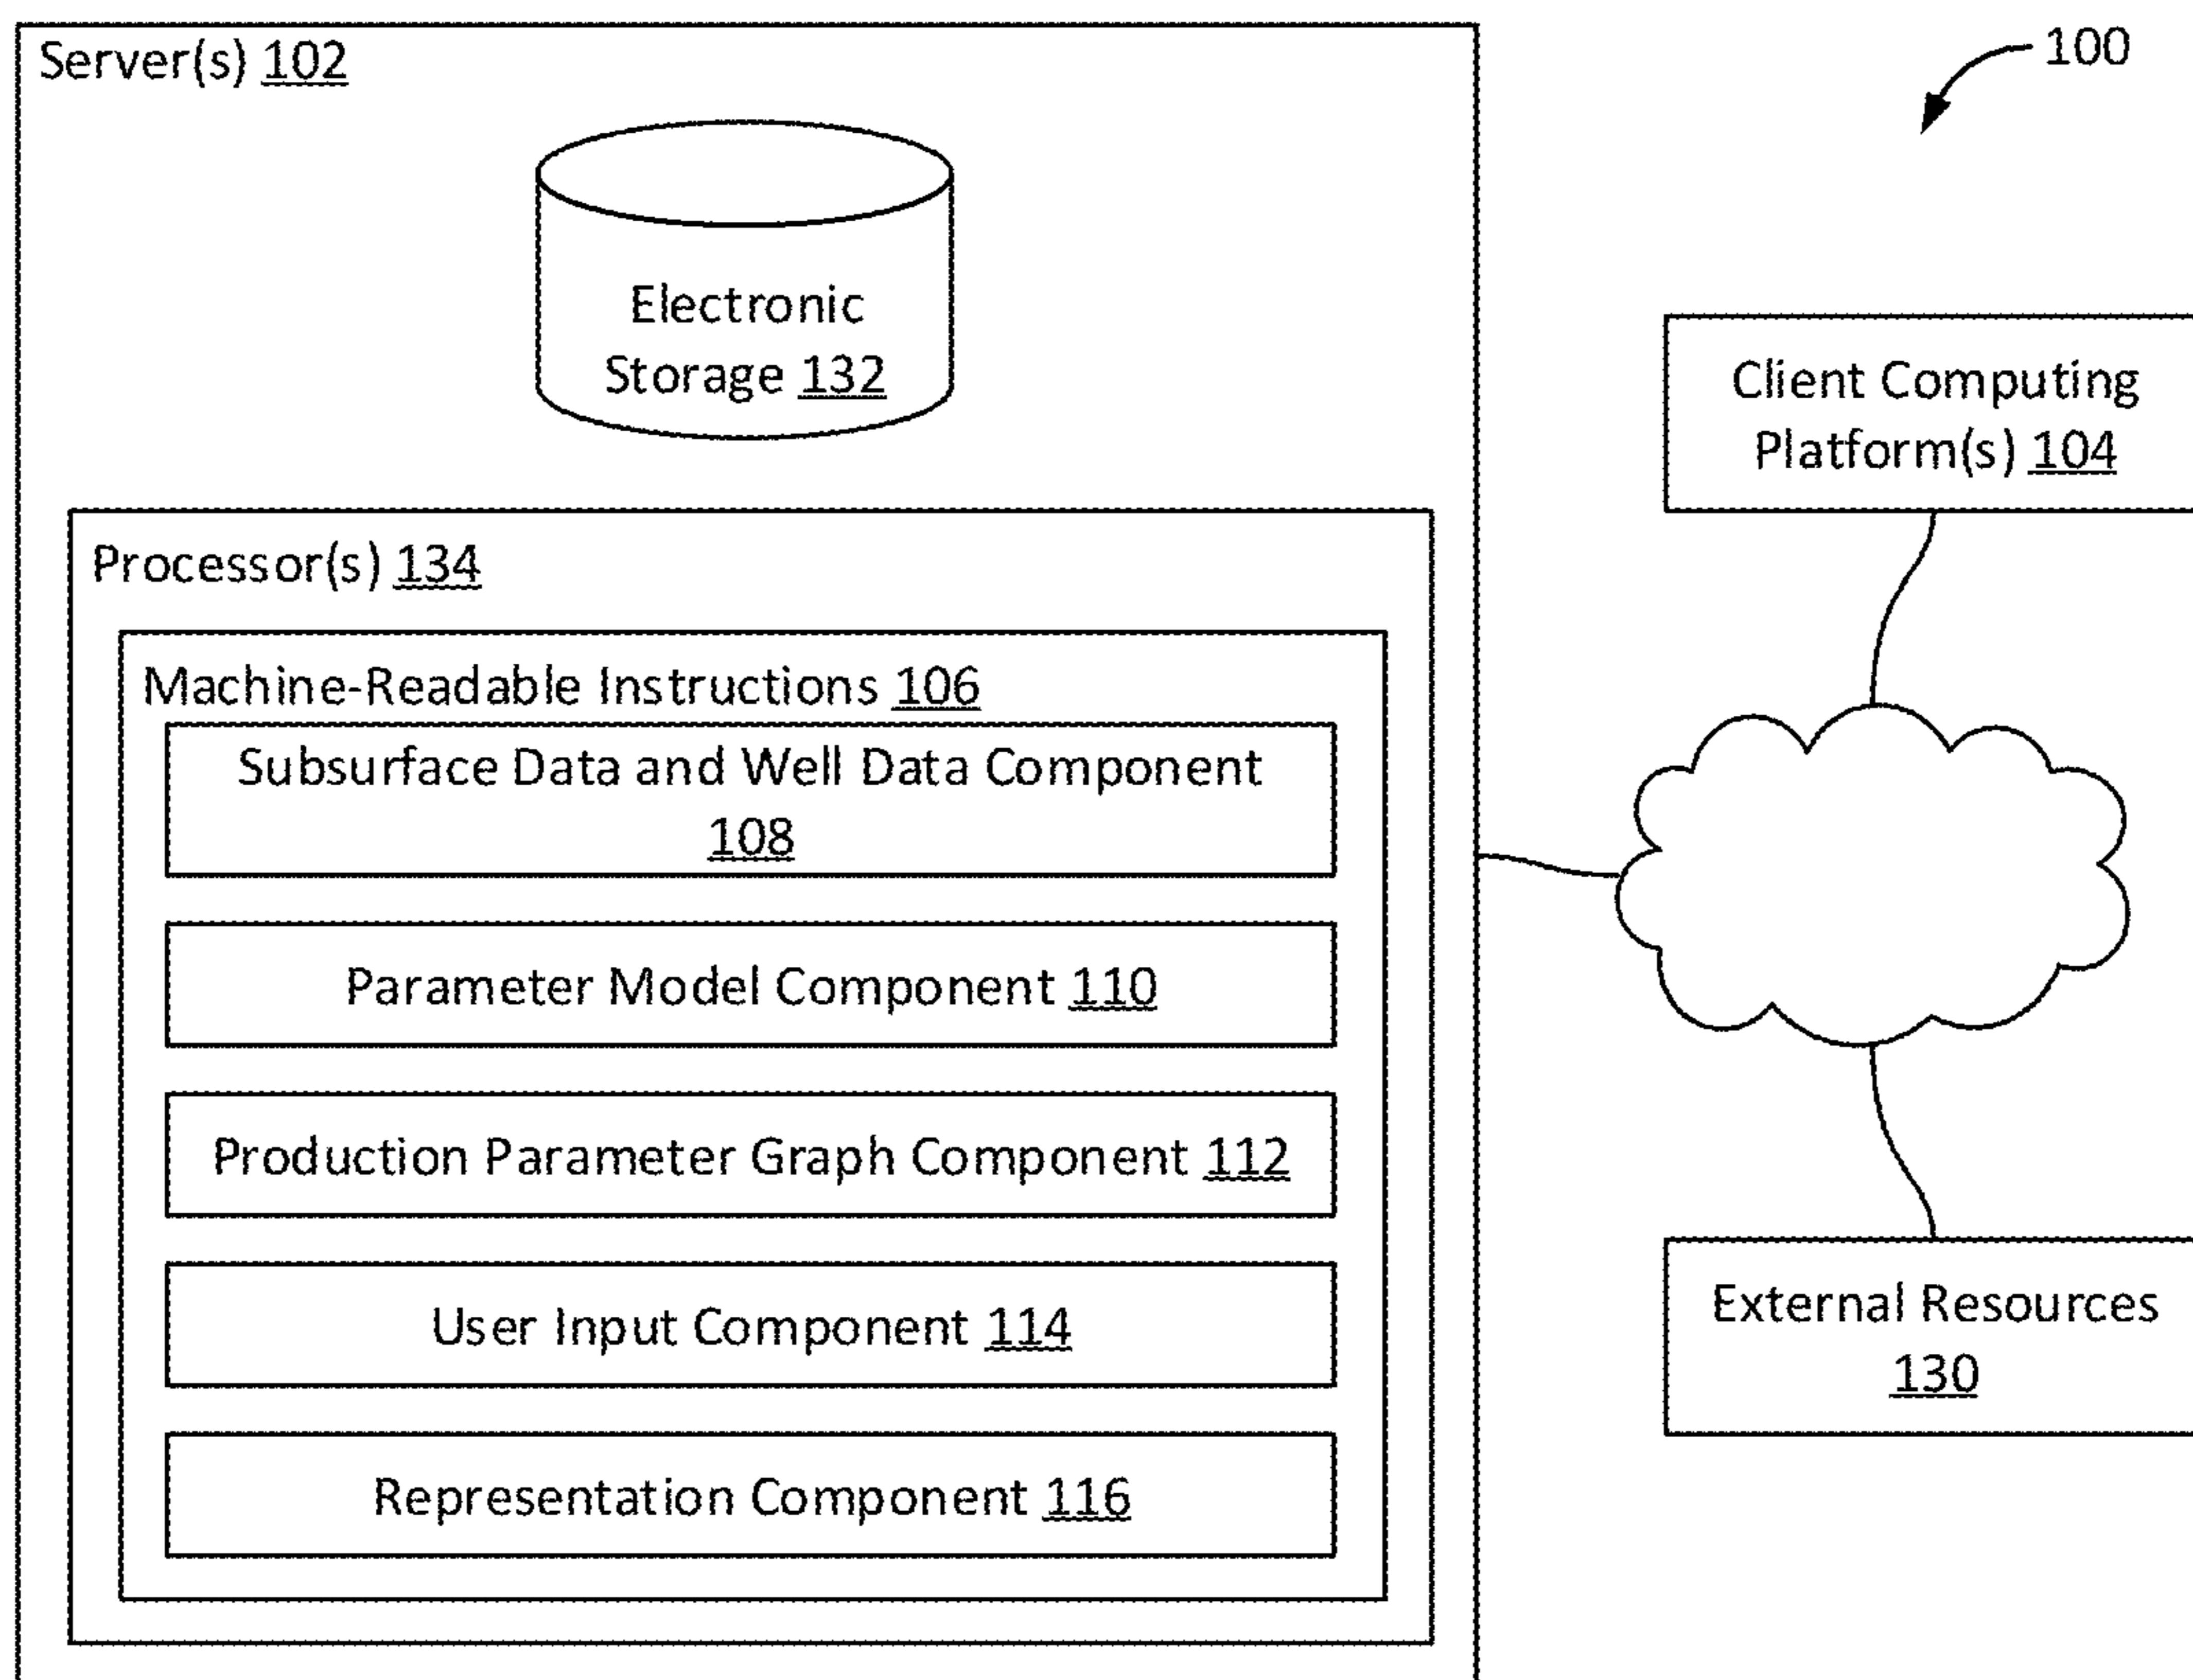 Server(s) 102
100
Electronic
Storage 132
Client Computing
Platform(s) 104
Processor(s) 134
Machine-Readable Instructions 106
Subsurface Data and Well Data Component
108
Parameter Model Component 110
Production Parameter Graph Component 112
User Input Component 114
Representation Component 116
External Resources
130